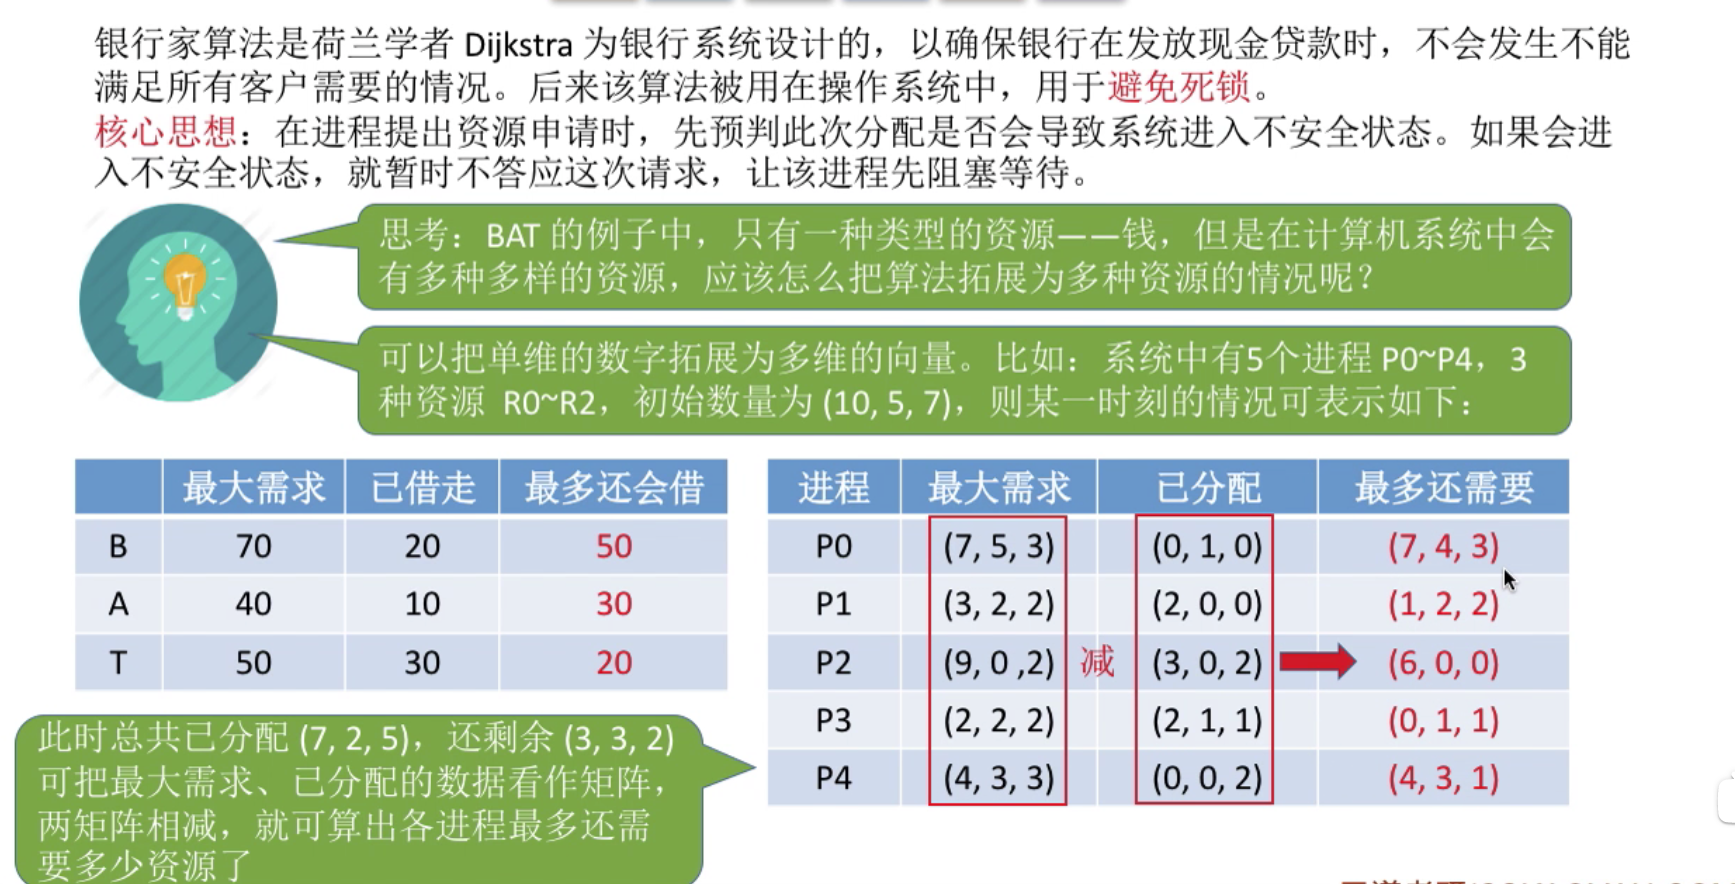 银行家算法是荷兰学者 Dijkstra 为银行系统设计的，以确保银行在发放现金贷款时，不会发生不能
满足所有客户需要的情况。后来该算法被用在操作系统中，用于避免死锁。
核心思想：在进程提出资源申请时，先预判此次分配是否会导致系统进入不安全状态。如果会进
入不安全状态，就暂时不答应这次请求，让该进程先阻塞等待。
思考：BAT 的例子中，只有一种类型的资源——钱，但是在计算机系统中会
有多种多样的资源，应该怎么把算法拓展为多种资源的情况呢？
可以把单维的数字拓展为多维的向量。比如：系统中有5个进程 P0~P4，3
种资源 R0~R2，初始数量为 (10, 5, 7)，则某一时刻的情况可表示如下：
最大需求 已借走 最多还会借
B 70 20 50
A 40 10 30
T 50 30 20
进程 最大需求 已分配 最多还需要
P0 (7, 5, 3) (0, 1, 0) (7, 4, 3)
P1 (3, 2, 2) (2, 0, 0) (1, 2, 2)
P2 (9, 0 ,2) 减 (3, 0, 2) (6, 0, 0)
P3 (2, 2, 2) (2, 1, 1) (0, 1, 1)
P4 (4, 3, 3) (0, 0, 2) (4, 3, 1)
此时总共已分配 (7, 2, 5)，还剩余 (3, 3, 2)
可把最大需求、已分配的数据看作矩阵，
两矩阵相减，就可算出各进程最多还需
要多少资源了